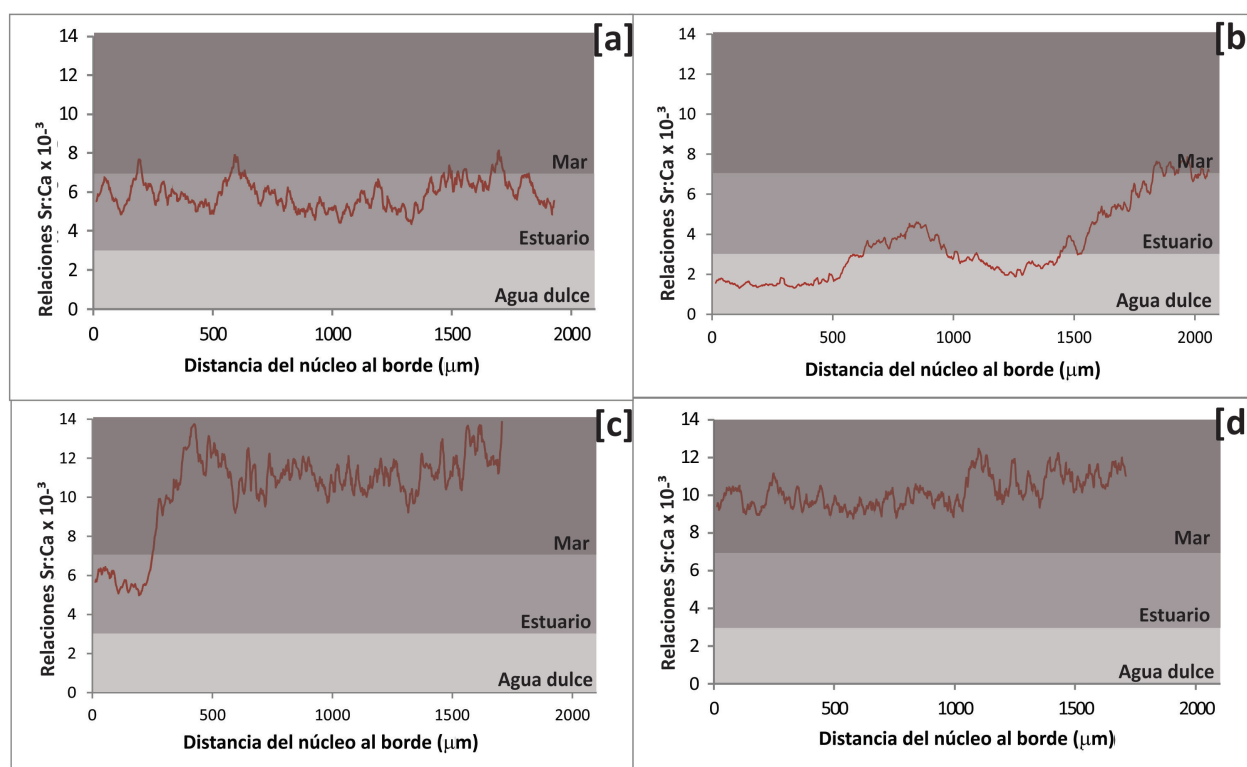 [a]
Relaciones Sr:Ca x 10-³
14
12
10
8
6
4
2
0
Mar
Estuario
Agua dulce
0 500 1000 1500 2000
Distancia del núcleo al borde (µm)
[b
Relaciones Sr:Ca x 10-³
14
12
10
8
6
4
2
0
Mar
Estuario
Agua dulce
0 500 1000 1500 2000
Distancia del núcleo al borde (µm)
[c]
Relaciones Sr:Ca x 10-³
14
12
10
8
6
4
2
0
Mar
Estuario
Agua dulce
0 500 1000 1500 2000
Distancia del núcleo al borde (µm)
[d
Relaciones Sr:Ca x 10-³
14
12
10
8
6
4
2
0
Mar
Estuario
Agua dulce
0 500 1000 1500 2000
Distancia del núcleo al borde (µm)